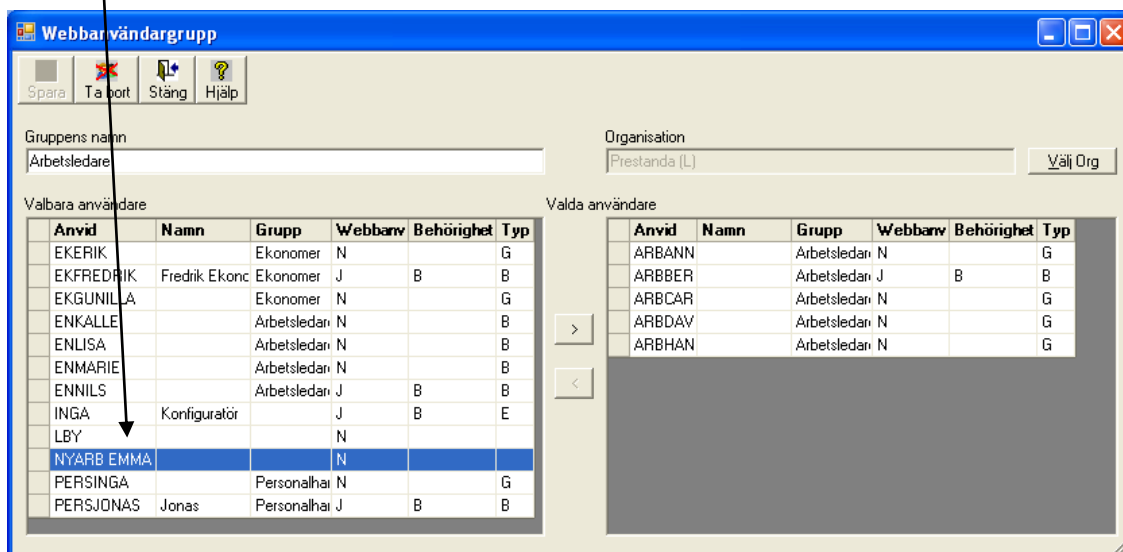 Webbanvändargrupp
Spara Ta bort Stäng Hjälp
Gruppens namn Organisation
Arbetsledare Prestanda (L) Välj Org
Valbara användare Valda användare
Anvid Namn Grupp Webbanv Behörighet Typ Anvid Namn Grupp Webbanv Behörighet Typ
EKERIK Ekonomer N G ARBANN Arbetsledar N G
EKFREDRIK Fredrik Ekonc Ekonomer J B B ARBBER Arbetsledar J B B
EKGUNILLA Ekonomer N G ARBCAR Arbetsledar N G
ENKALLE Arbetsledar N B > ARBDAV Arbetsledar N G
ENLISA Arbetsledar N B ARBHAN Arbetsledar N G
ENMARIE Arbetsledar N B <
ENNILS Arbetsledar J B B
INGA Konfiguratör J B E
LBY N
NYARB EMMA N
PERSINGA Personalhai N G
PERSJONAS Jonas Personalhai J B B